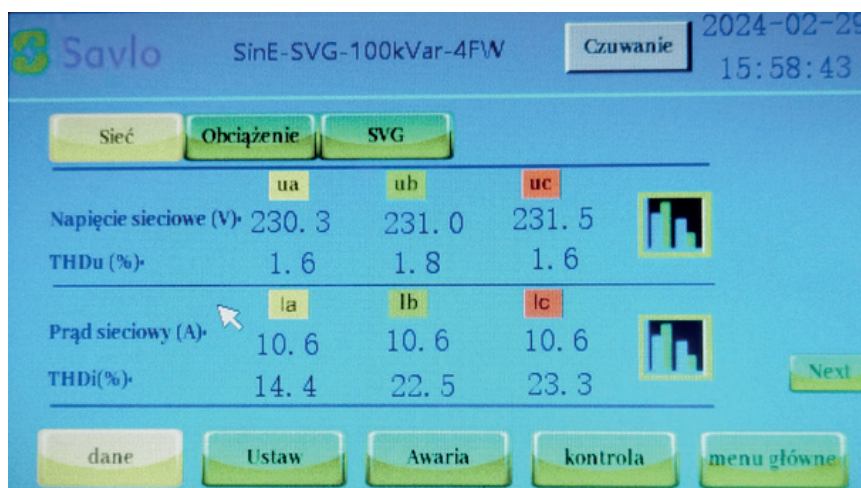 Savlo SinE-SVG-100kVar-4FW Czuwanie 2024-02-29
15:58:43
Sieć Obciążenie SVG
ua ub uc
Napięcie sieciowe (V): 230.3 231.0 231.5
THDu (%): 1.6 1.8 1.6
Ia Ib Ic
Prąd sieciowy (A): 10.6 10.6 10.6
THDi(%): 14.4 22.5 23.3
Next
dane Ustaw Awaria kontrola menu główne